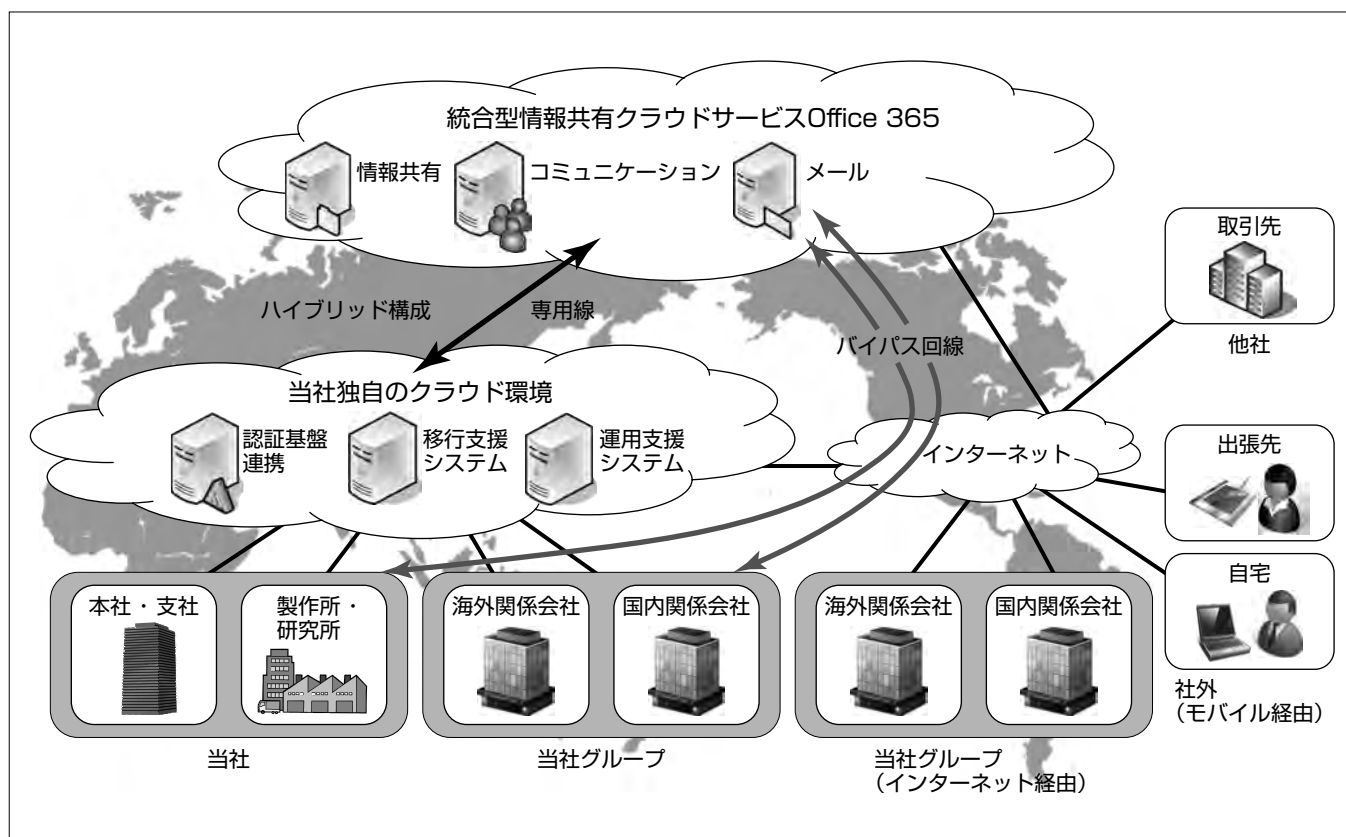 統合型情報共有クラウドサービスOffice 365
情報共有
コミュニケーション
メール
取引先
他社
ハイブリッド構成
専用線
バイパス回線
当社独自のクラウド環境
認証基盤
連携
移行支援
システム
運用支援
システム
インターネット
出張先
自宅
社外
（モバイル経由）
本社・支社
製作所・
研究所
当社
海外関係会社
国内関係会社
当社グループ
海外関係会社
国内関係会社
当社グループ
（インターネット経由）